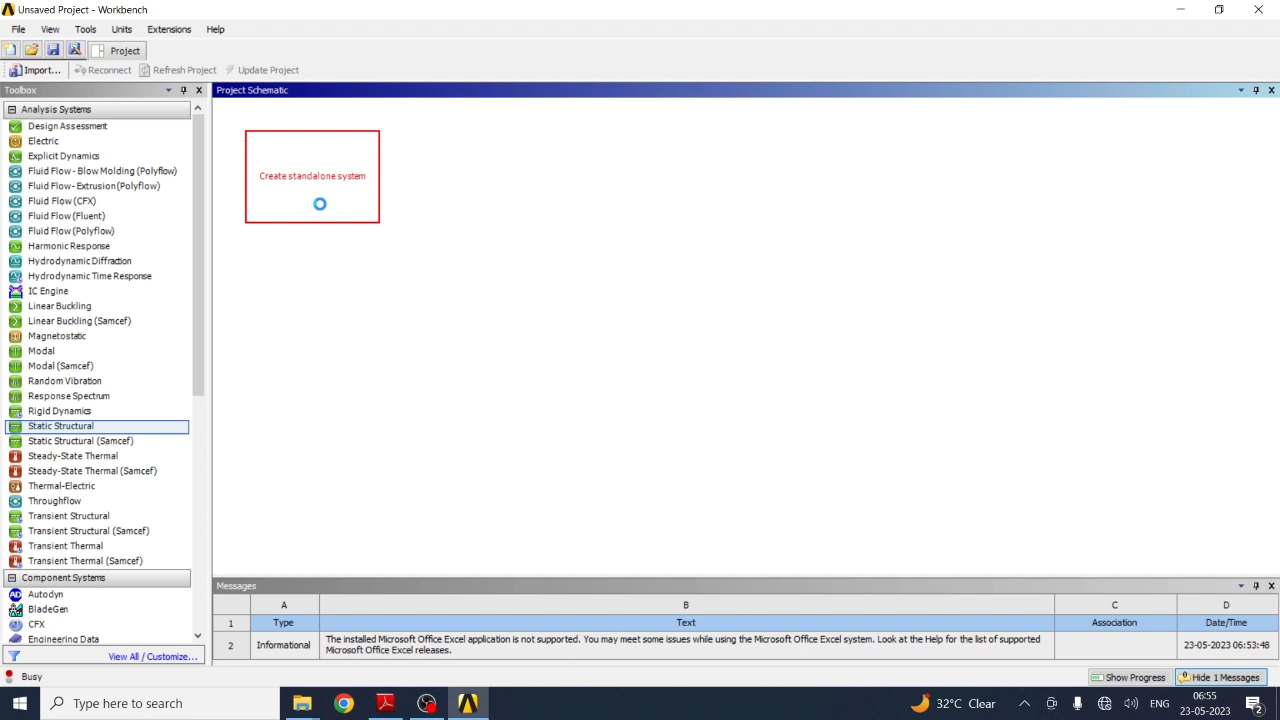 Unsaved Project - Workbench
File View Tools Units Extensions Help
Project
Import... Reconnect Refresh Project Update Project
Toolbox
Analysis Systems
Design Assessment
Electric
Explicit Dynamics
Fluid Flow - Blow Molding (Polyflow)
Fluid Flow - Extrusion (Polyflow)
Fluid Flow (CFX)
Fluid Flow (Fluent)
Fluid Flow (Polyflow)
Harmonic Response
Hydrodynamic Diffraction
Hydrodynamic Time Response
IC Engine
Linear Buckling
Linear Buckling (Samcef)
Magnetostatic
Modal
Modal (Samcef)
Random Vibration
Response Spectrum
Rigid Dynamics
Static Structural
Static Structural (Samcef)
Steady-State Thermal
Steady-State Thermal (Samcef)
Thermal-Electric
Throughflow
Transient Structural
Transient Structural (Samcef)
Transient Thermal
Transient Thermal (Samcef)
Component Systems
Autodyn
BladeGen
CFX
Engineering Data
View All / Customize...
Project Schematic
Create standalone system
Messages
A B C D
1 Type Text Association Date/Time
2 Informational The installed Microsoft Office Excel application is not supported. You may meet some issues while using the Microsoft Office Excel system. Look at the Help for the list of supported
Microsoft Office Excel releases. 23-05-2023 06:53:48
Busy Show Progress Hide 1 Messages
Type here to search 32°C Clear ENG 06:55
23-05-2023 2